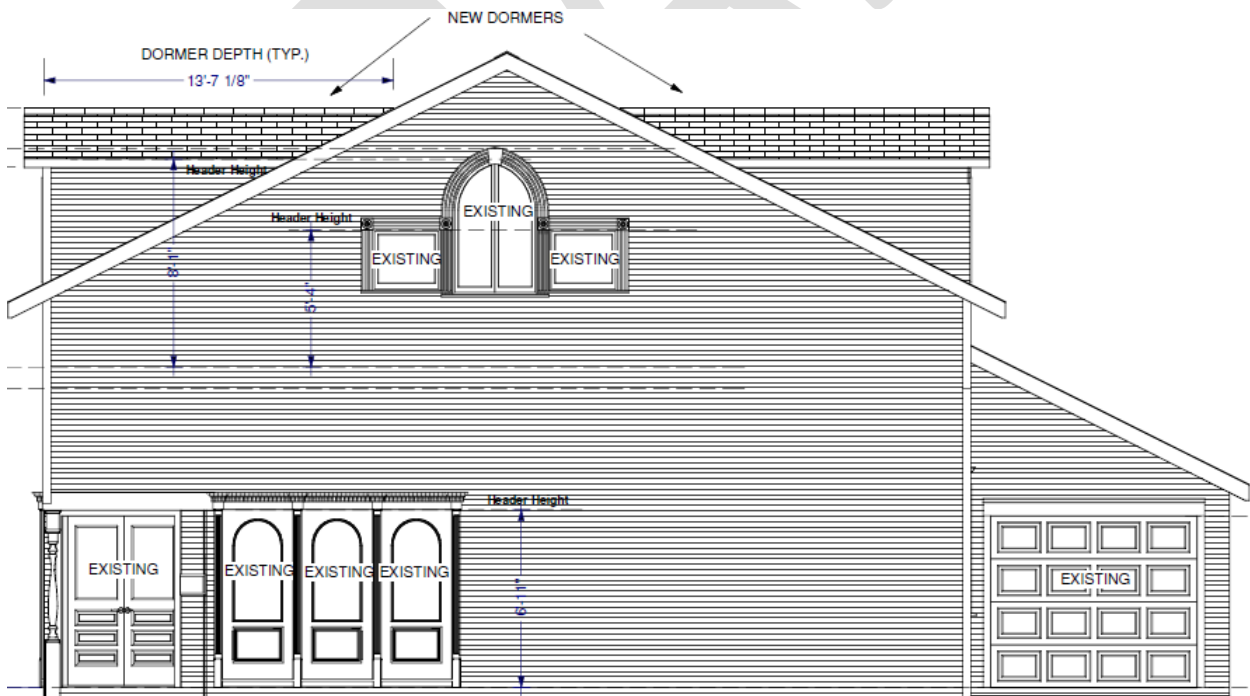 NEW DORMERS
DORMER DEPTH (TYP.)
13'-7 1/8"
Header Height
8'-1"
Header Height
5'-4"
EXISTING
EXISTING
EXISTING
Header Height
6'-11"
EXISTING
EXISTING
EXISTING
EXISTING
EXISTING